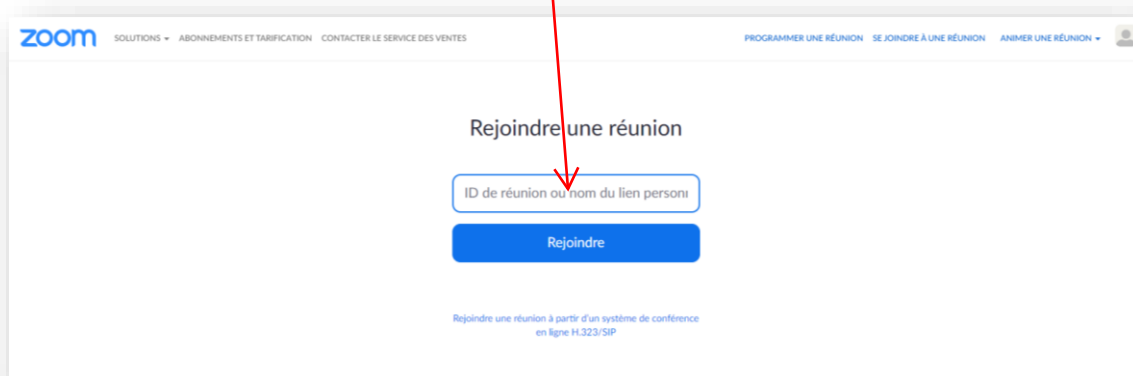 zoom SOLUTIONS ABONNEMENTS ET TARIFICATION CONTACTER LE SERVICE DES VENTES PROGRAMMER UNE RÉUNION SE JOINDRE À UNE RÉUNION ANIMER UNE RÉUNION
Rejoindre une réunion
ID de réunion ou nom du lien person
Rejoindre
Rejoindre une réunion à partir d'un système de conférence
en ligne H.323/SIP